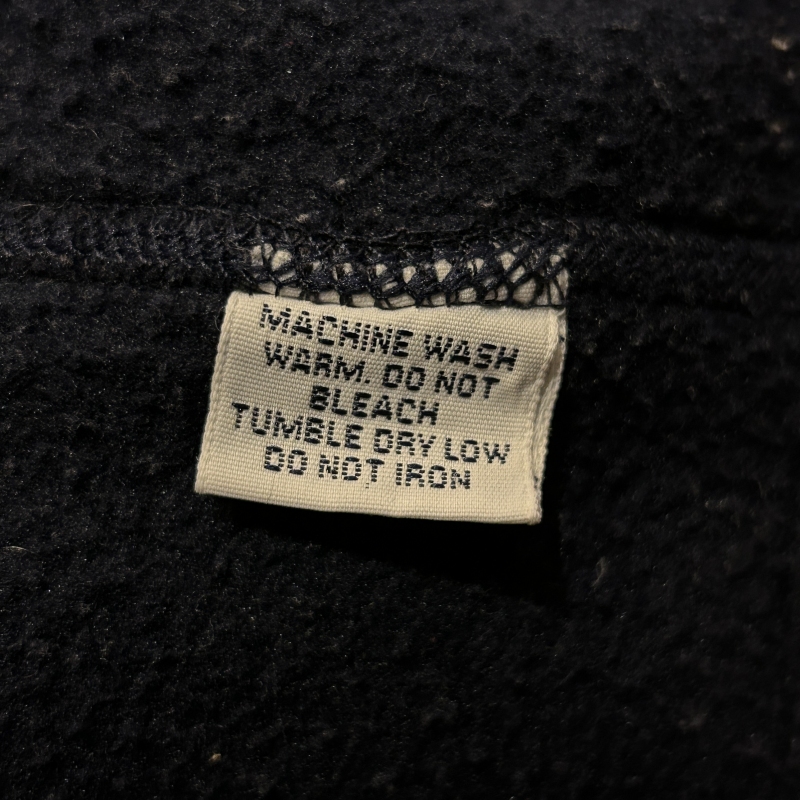 MACHINE WASH
WARM. DO NOT
BLEACH
TUMBLE DRY LOW
DO NOT IRON